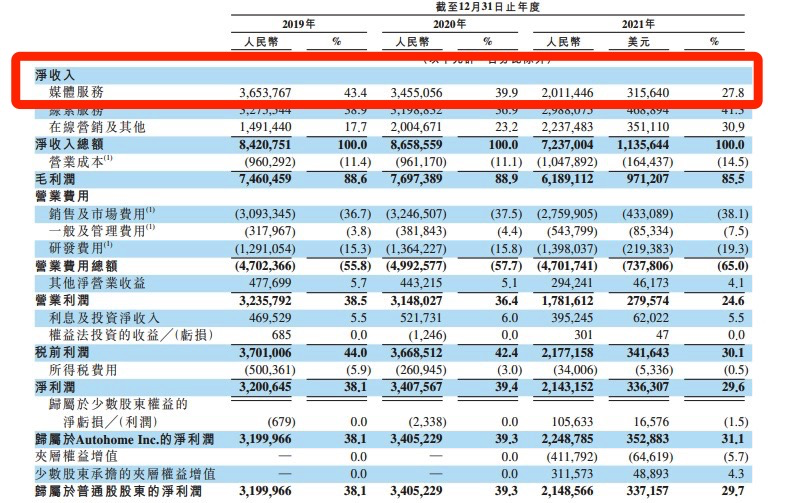 截至12月31日止年度
2019年 2020年 2021年
人民幣 % 人民幣 % 人民幣 美元 %
淨收入
媒體服務 3,653,767 43.4 3,455,056 39.9 2,011,446 315,640 27.8
線索服務 3,275,544 38.9 3,198,832 36.9 2,988,075 468,894 41.3
在線營銷及其他 1,491,440 17.7 2,004,671 23.2 2,237,483 351,110 30.9
淨收入總額 8,420,751 100.0 8,658,559 100.0 7,237,004 1,135,644 100.0
營業成本(1) (960,292) (11.4) (961,170) (11.1) (1,047,892) (164,437) (14.5)
毛利潤 7,460,459 88.6 7,697,389 88.9 6,189,112 971,207 85.5
營業費用
銷售及市場費用(1) (3,093,345) (36.7) (3,246,507) (37.5) (2,759,905) (433,089) (38.1)
一般及管理費用(1) (317,967) (3.8) (381,843) (4.4) (543,799) (85,334) (7.5)
研發費用(1) (1,291,054) (15.3) (1,364,227) (15.8) (1,398,037) (219,383) (19.3)
營業費用總額 (4,702,366) (55.8) (4,992,577) (57.7) (4,701,741) (737,806) (65.0)
其他淨營業收益 477,699 5.7 443,215 5.1 294,241 46,173 4.1
營業利潤 3,235,792 38.5 3,148,027 36.4 1,781,612 279,574 24.6
利息及投資淨收入 469,529 5.5 521,731 6.0 395,245 62,022 5.5
權益法投資的收益/(虧損) 685 0.0 (1,246) 0.0 301 47 0.0
稅前利潤 3,701,006 44.0 3,668,512 42.4 2,177,158 341,643 30.1
所得稅費用 (500,361) (5.9) (260,945) (3.0) (34,006) (5,336) (0.5)
淨利潤 3,200,645 38.1 3,407,567 39.4 2,143,152 336,307 29.6
歸屬於少數股東權益的
淨虧損/(利潤) (679) 0.0 (2,338) 0.0 105,633 16,576 (1.5)
歸屬於Autohome Inc.的淨利潤 3,199,966 38.1 3,405,229 39.3 2,248,785 352,883 31.1
夾層權益增值 — 0.0 — 0.0 (411,792) (64,619) (5.7)
少數股東承擔的夾層權益增值 — 0.0 — 0.0 311,573 48,893 4.3
歸屬於普通股股東的淨利潤 3,199,966 38.1 3,405,229 39.3 2,148,566 337,157 29.7